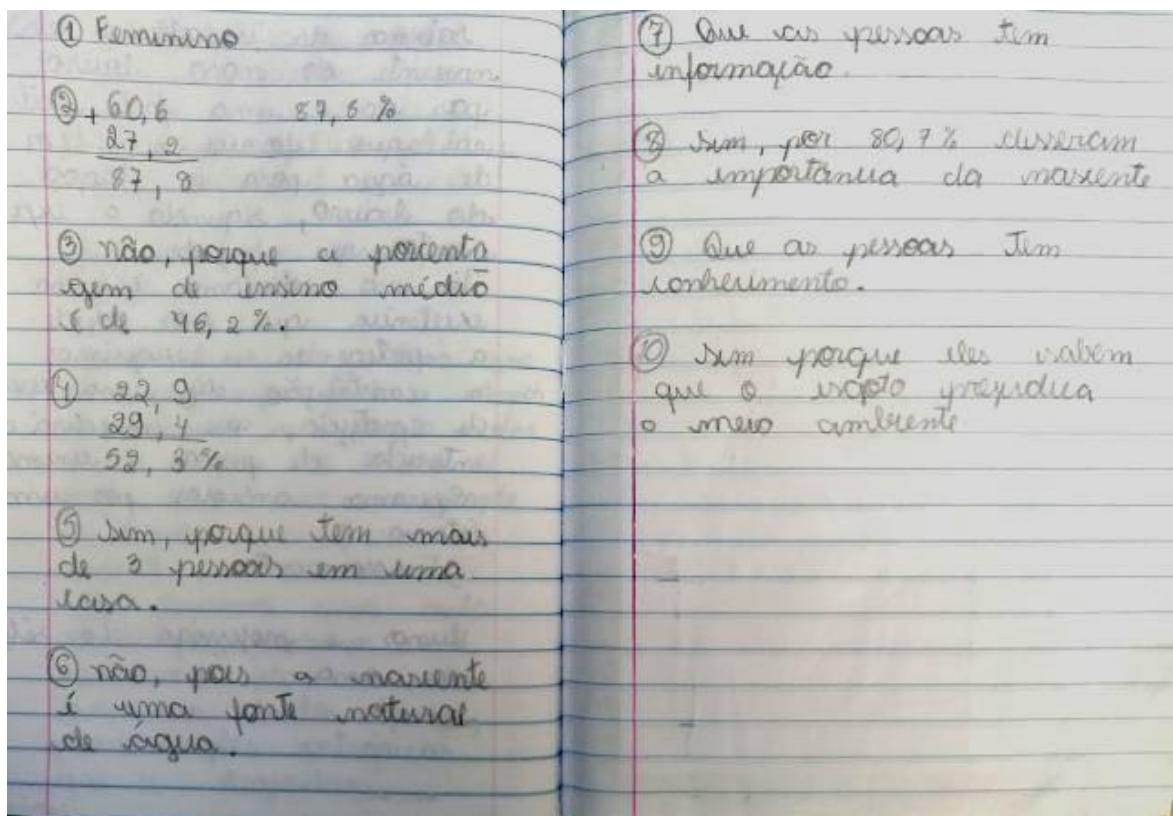 ① Feminino
② + 60,6 87,8 %
27,2
87,8
③ não, porque a porcenta
gem de ensino médio
é de 46,2 %.
④ 22,9
29,4
52,3 %
⑤ sim, porque tem mais
de 3 pessoas em uma
casa.
⑥ não, pois a nascente
é uma fonte natural
de água.
⑦ Que as pessoas tem
informação.
⑧ sim, por 80,7 % disseram
a importância da nascente
⑨ Que as pessoas tem
conhecimento.
⑩ sim porque eles sabem
que o esgoto prejudica
o meio ambiente